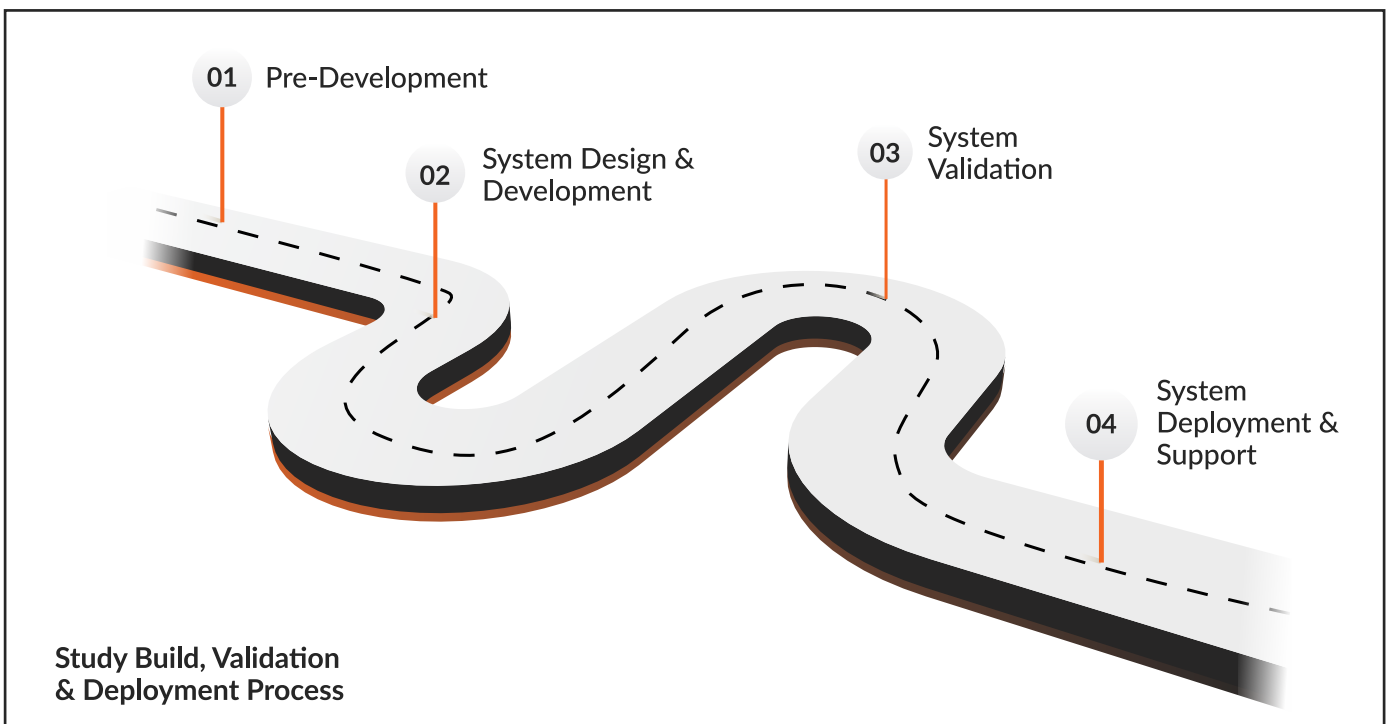 01
Pre-Development
02
System Design &
Development
03
System
Validation
04
System
Deployment &
Support
Study Build, Validation
& Deployment Process